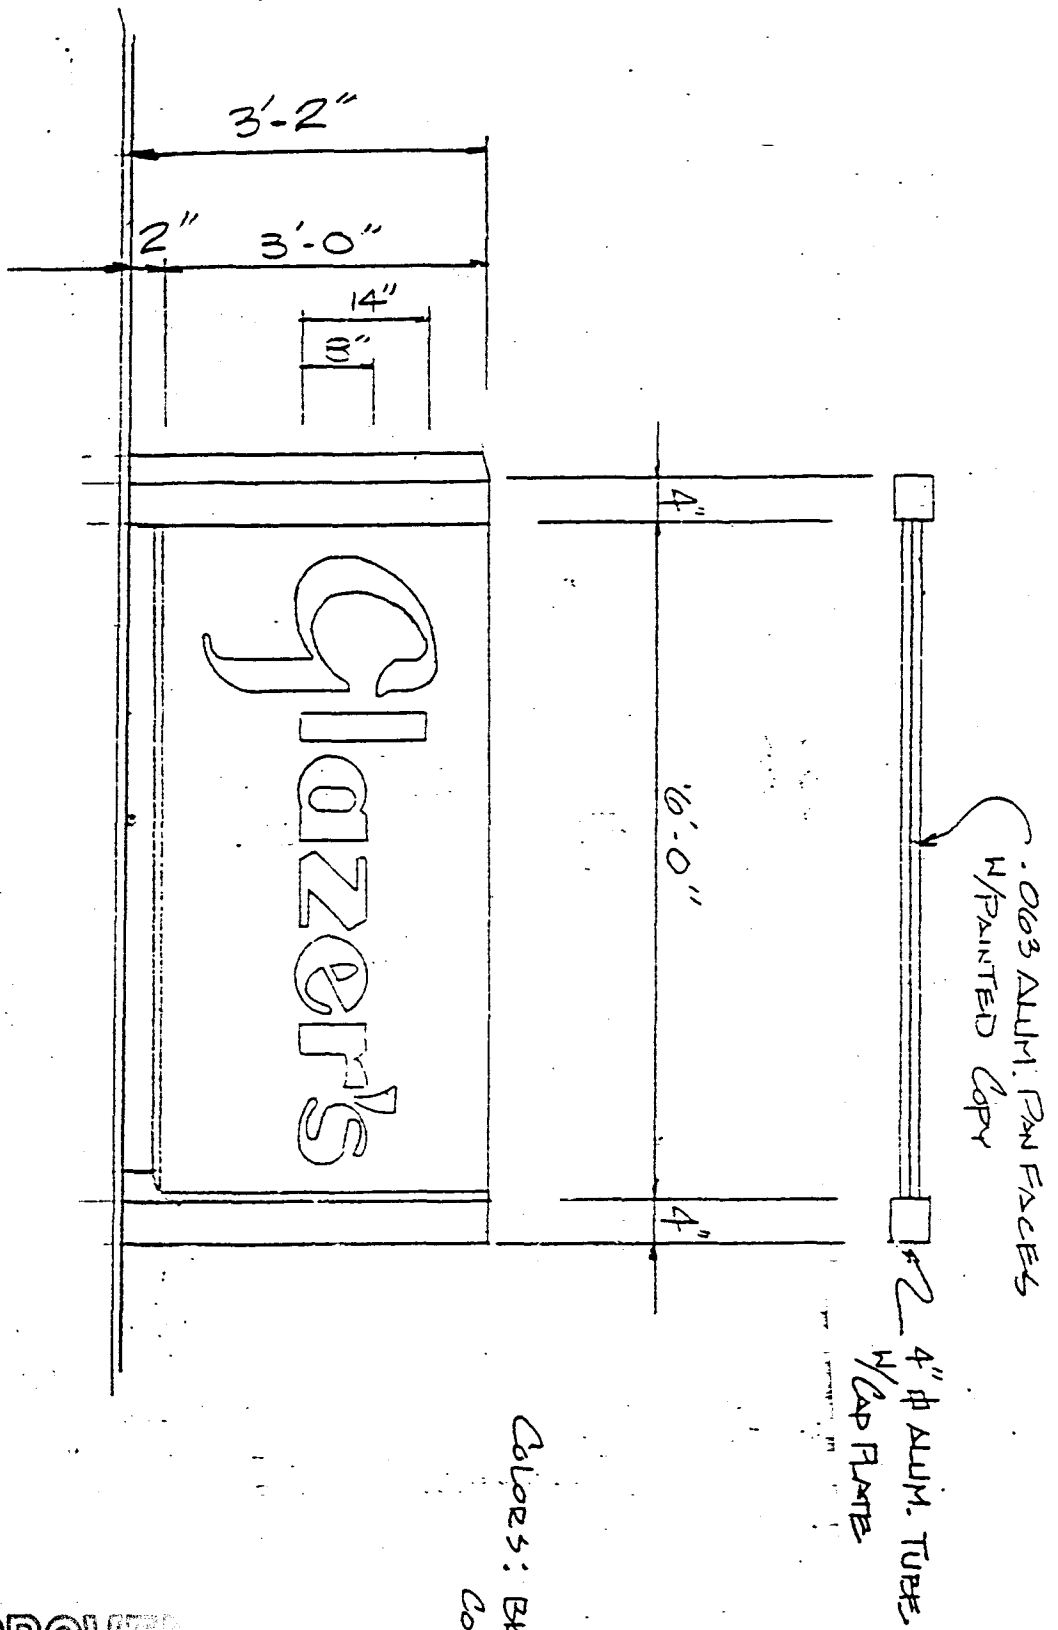 .063 ALUM. PAN FACES
W/PAINTED COPY
4" ⌀ ALUM. TUBE
W/CAP PLATE
4"
6'-0"
4"
3'-2"
3'-0"
2"
14"
8"
Glazer's
COLORS: